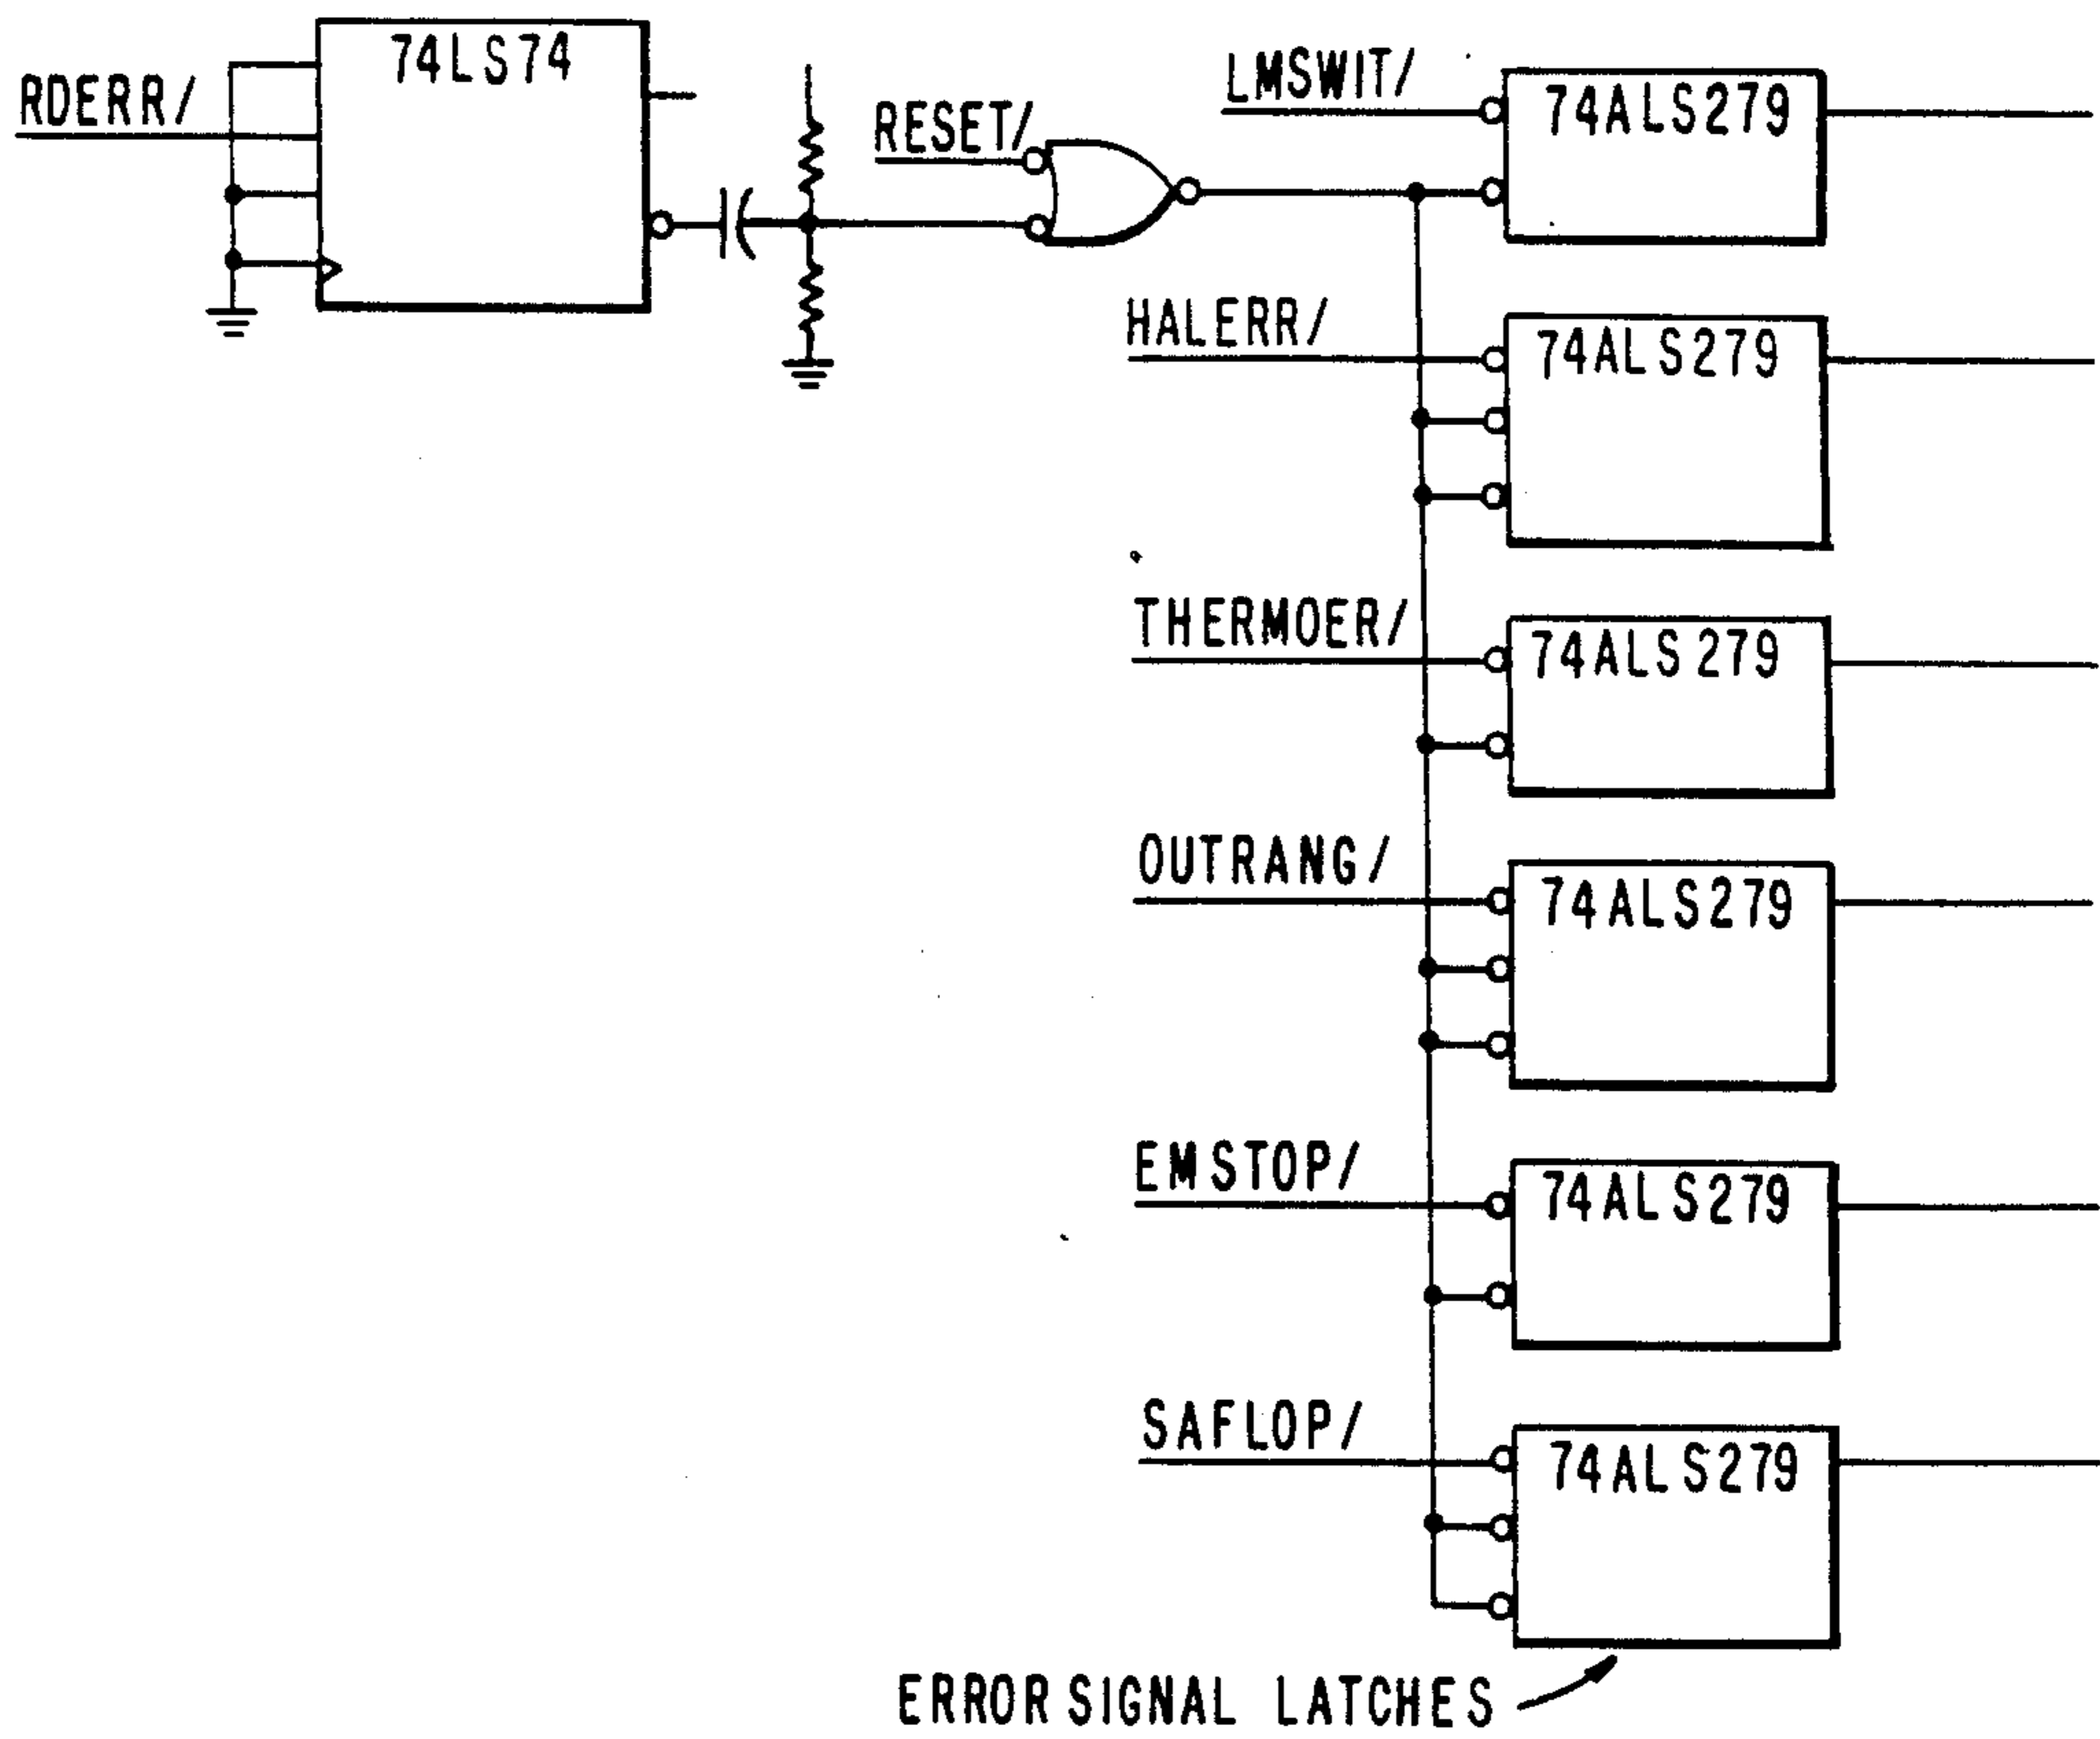 74LS74
RDERR/
RESET/
LMSWIT/
74ALS279
HALERR/
74ALS279
THERMOER/
74ALS279
OUTRANG/
74ALS279
EMSTOP/
74ALS279
SAFLOP/
74ALS279
ERROR SIGNAL LATCHES